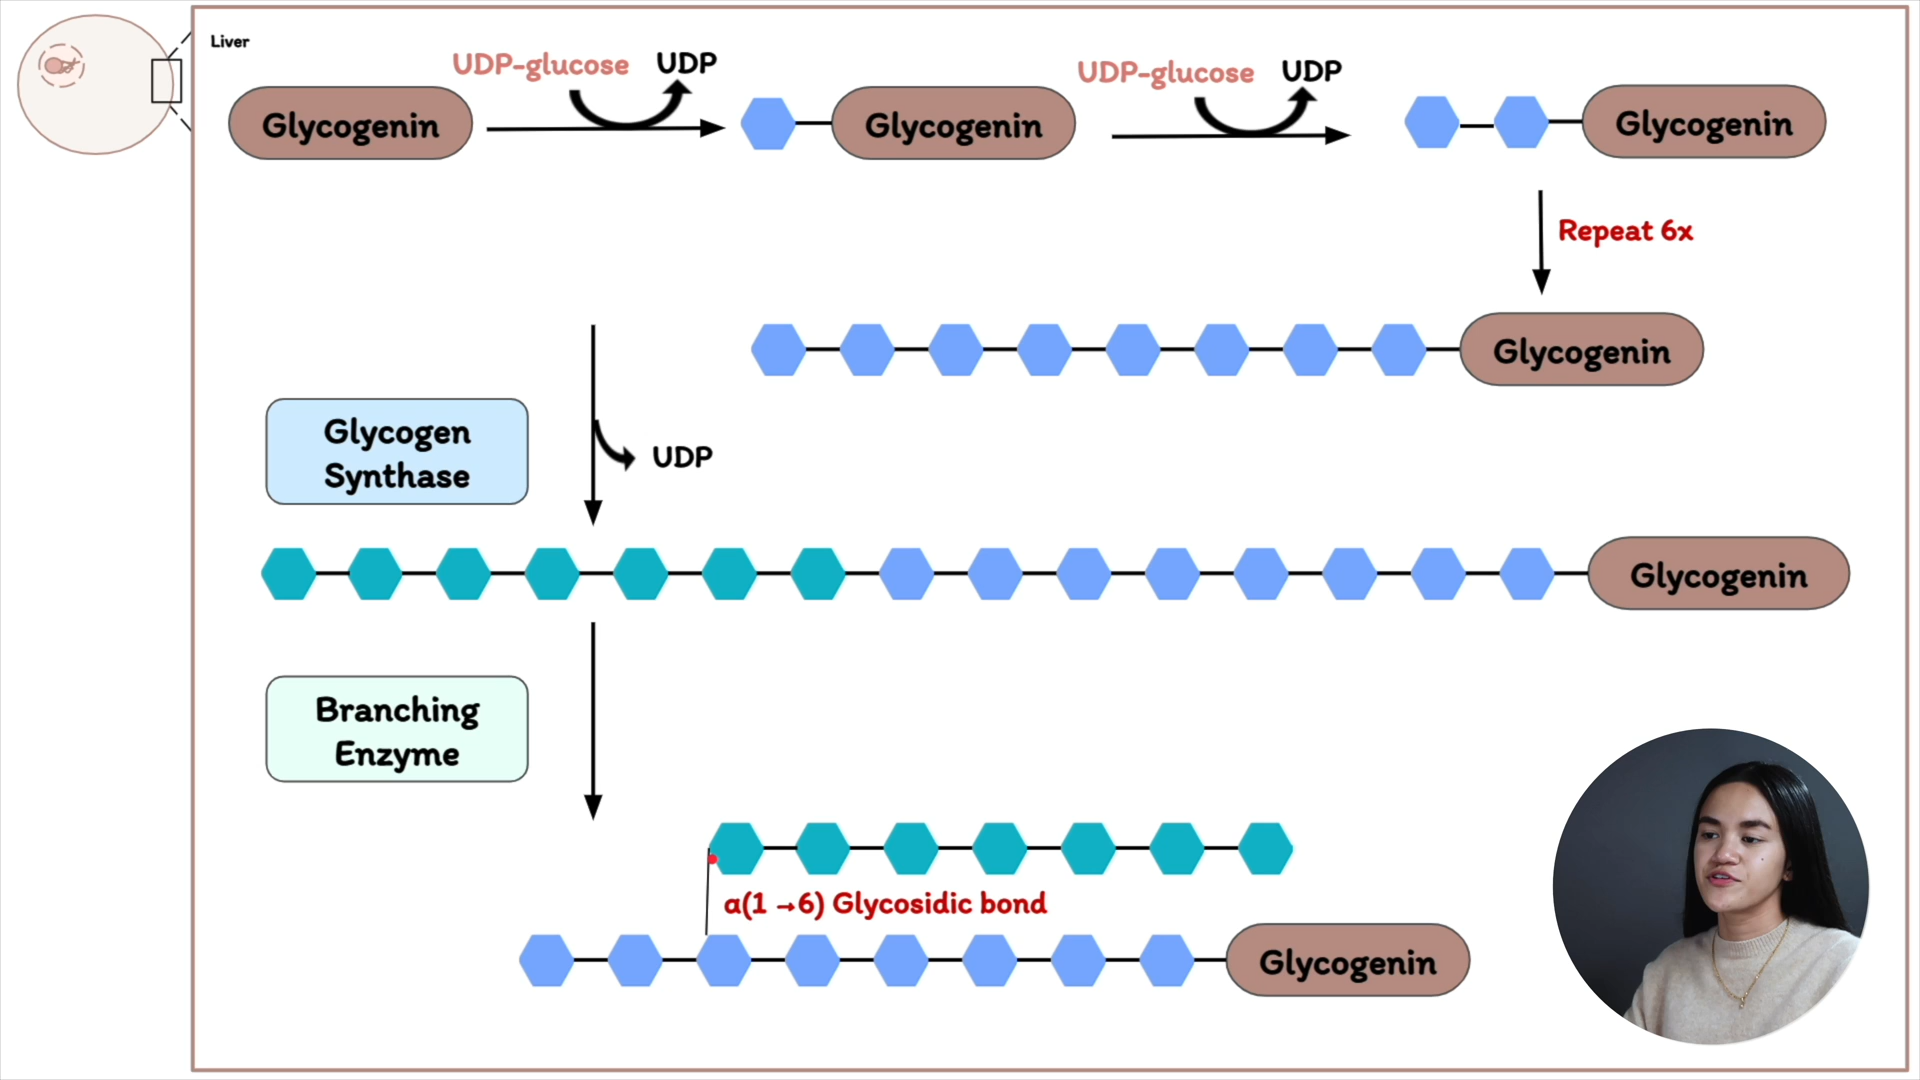 Liver
UDP-glucose
UDP
UDP-glucose
UDP
Glycogenin
Glycogenin
Glycogenin
Repeat 6x
Glycogenin
Glycogen
Synthase
UDP
Glycogenin
Branching
Enzyme
α(1→6) Glycosidic bond
Glycogenin